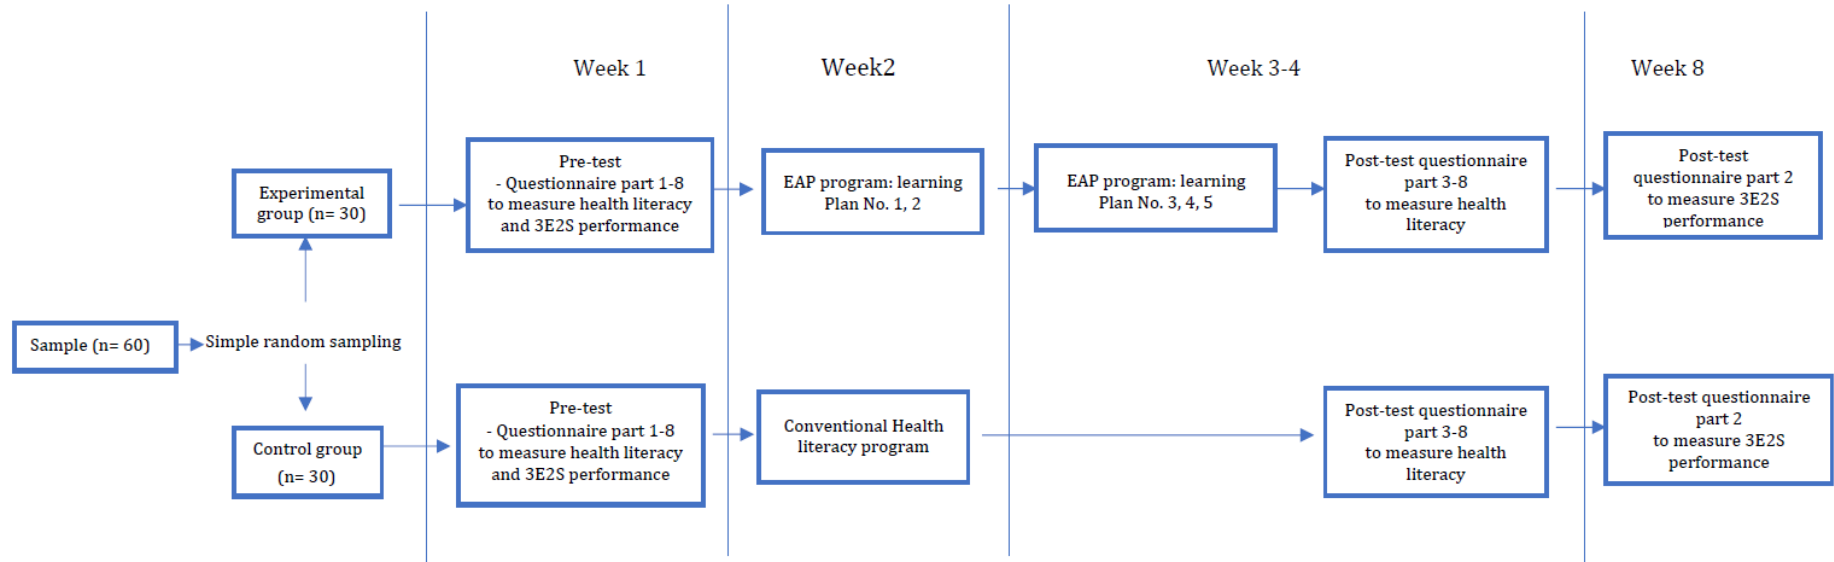 Week 1
Week2
Week 3-4
Week 8
Experimental
group (n= 30)
Pre-test
- Questionnaire part 1-8
to measure health literacy
and 3E2S performance
EAP program: learning
Plan No. 1, 2
EAP program: learning
Plan No. 3, 4, 5
Post-test questionnaire
part 3-8
to measure health
literacy
Post-test
questionnaire part 2
to measure 3E2S
performance
Sample (n= 60)
Simple random sampling
Control group
(n= 30)
Pre-test
- Questionnaire part 1-8
to measure health literacy
and 3E2S performance
Conventional Health
literacy program
Post-test questionnaire
part 3-8
to measure health
literacy
Post-test questionnaire
part 2
to measure 3E2S
performance